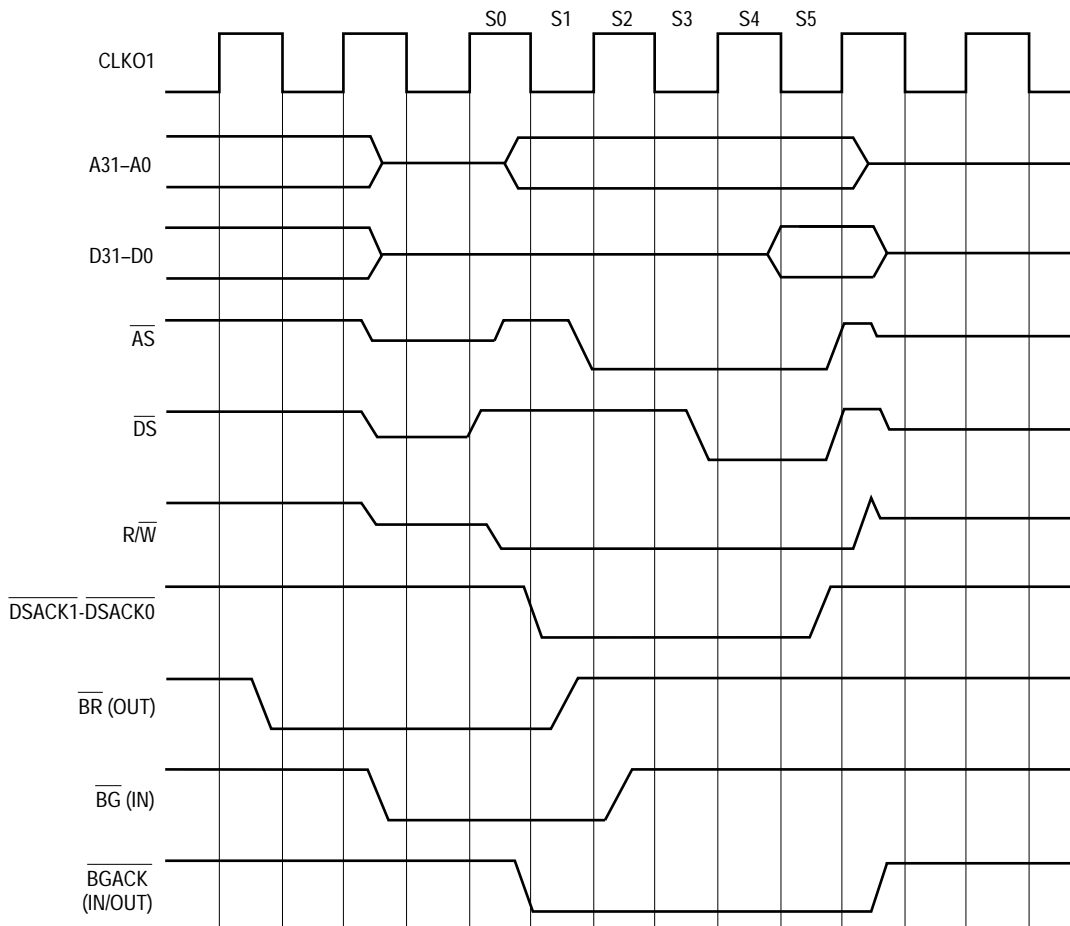 S0 S1 S2 S3 S4 S5
CLKO1
A31–A0
D31–D0
AS
DS
R/W
DSACK1-DSACK0
BR (OUT)
BG (IN)
BGACK
(IN/OUT)